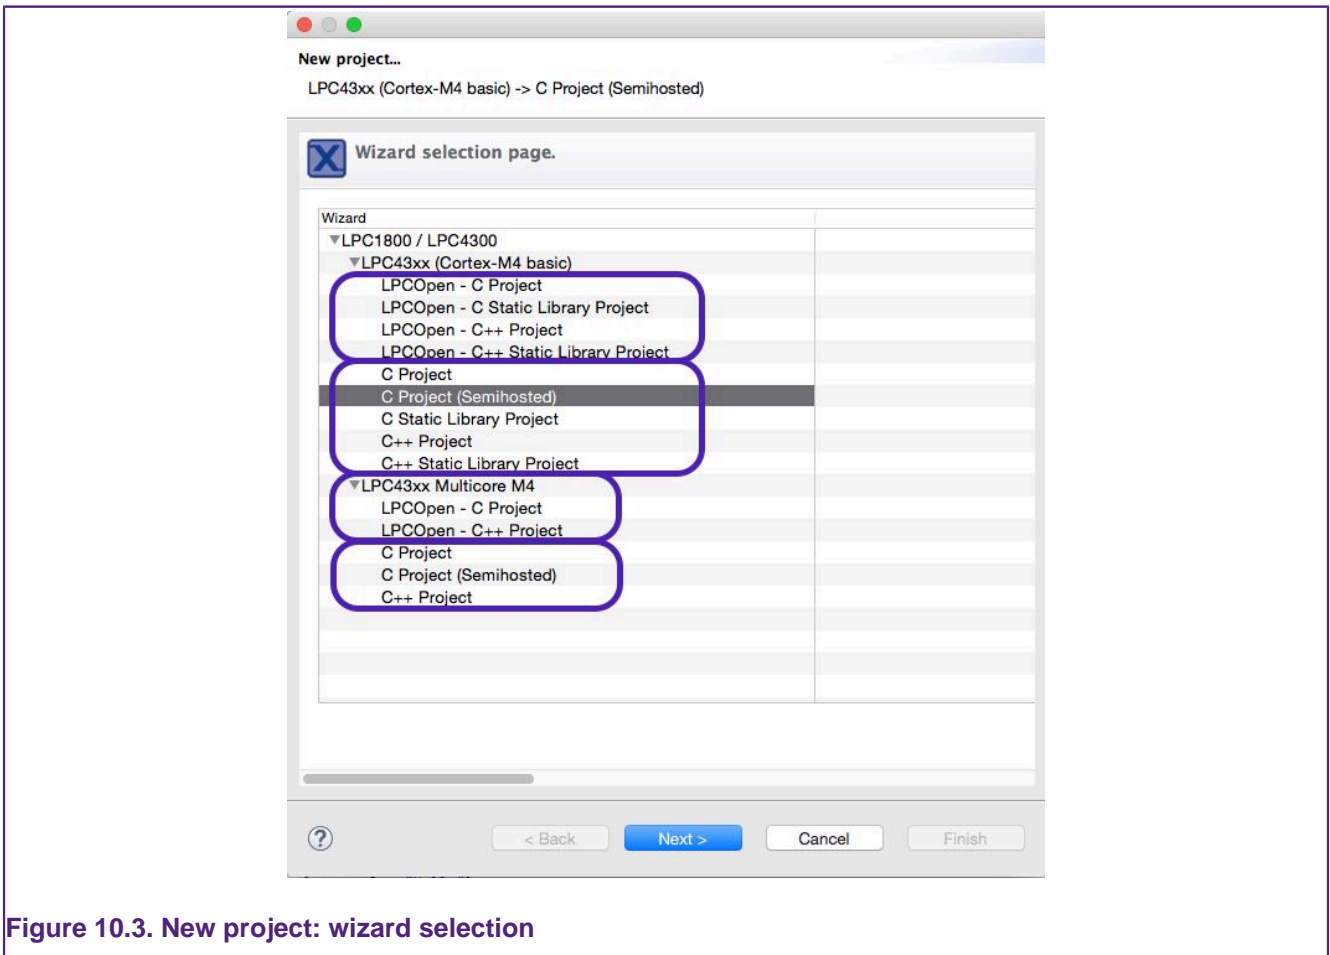 New project...
LPC43xx (Cortex-M4 basic) -> C Project (Semihosted)
Wizard selection page.
Wizard
LPC1800 / LPC4300
LPC43xx (Cortex-M4 basic)
LPCOpen - C Project
LPCOpen - C Static Library Project
LPCOpen - C++ Project
LPCOpen - C++ Static Library Project
C Project
C Project (Semihosted)
C Static Library Project
C++ Project
C++ Static Library Project
LPC43xx Multicore M4
LPCOpen - C Project
LPCOpen - C++ Project
C Project
C Project (Semihosted)
C++ Project
? < Back Next > Cancel Finish
Figure 10.3. New project: wizard selection